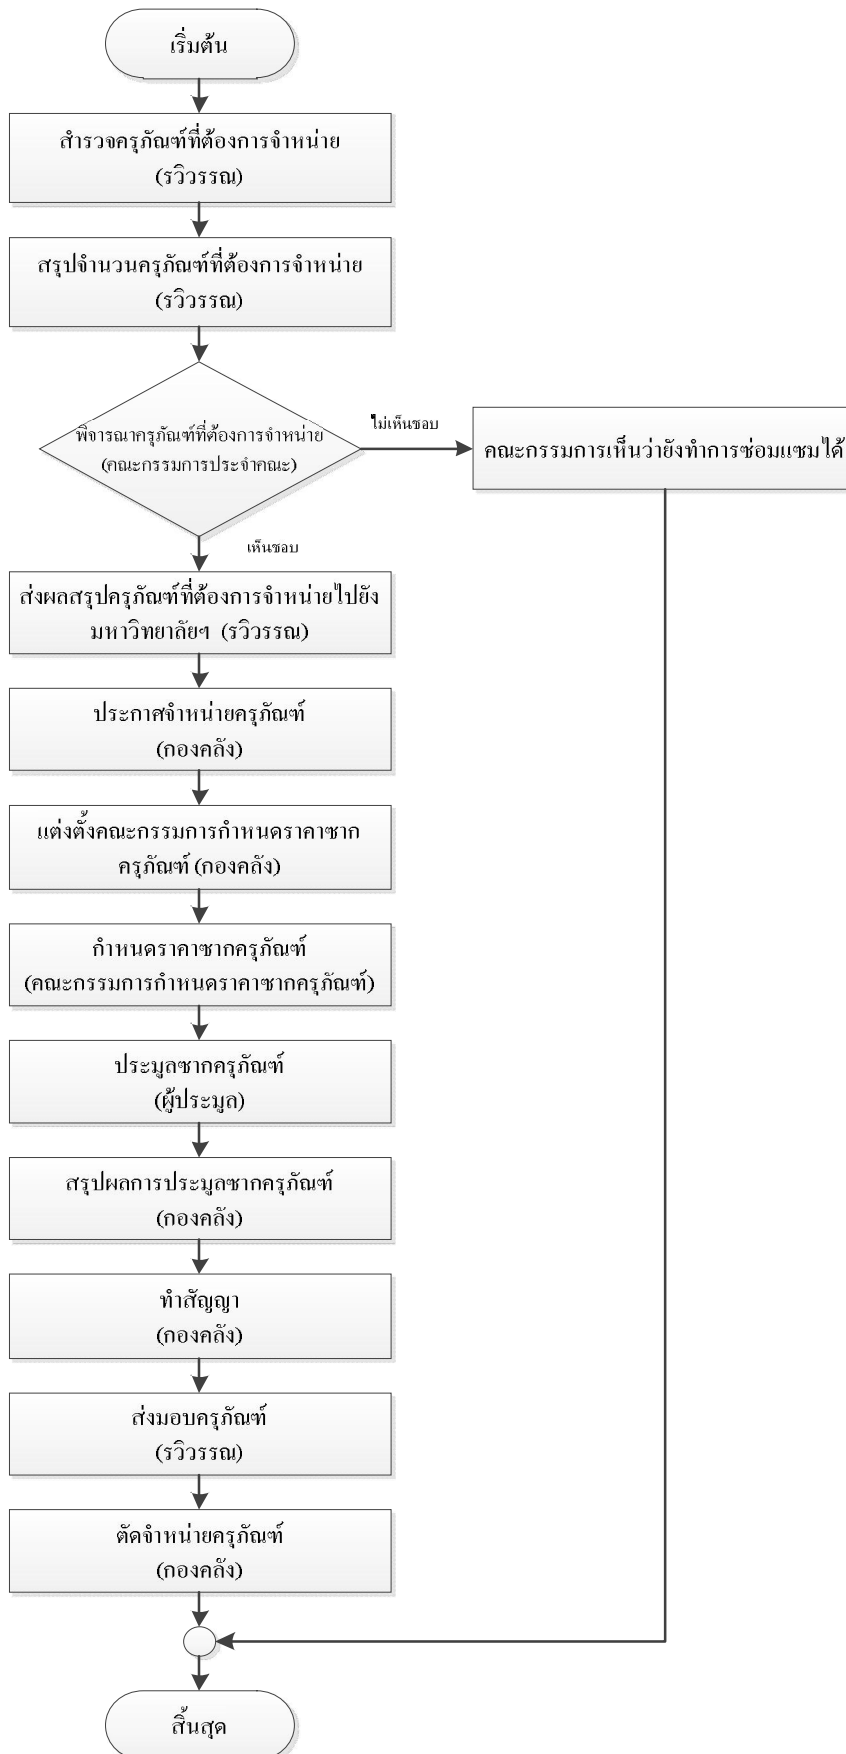 เริ่มต้น
สำรวจครุภัณฑ์ที่ต้องการจำหน่าย
(รวิวรรณ)
สรุปจำนวนครุภัณฑ์ที่ต้องการจำหน่าย
(รวิวรรณ)
พิจารณาครุภัณฑ์ที่ต้องการจำหน่าย
(คณะกรรมการประจำคณะ)
ไม่เห็นชอบ
คณะกรรมการเห็นว่ายังทำการซ่อมแซมได้
เห็นชอบ
ส่งผลสรุปครุภัณฑ์ที่ต้องการจำหน่ายไปยัง
มหาวิทยาลัยฯ (รวิวรรณ)
ประกาศจำหน่ายครุภัณฑ์
(กองคลัง)
แต่งตั้งคณะกรรมการกำหนดราคาซาก
ครุภัณฑ์ (กองคลัง)
กำหนดราคาซากครุภัณฑ์
(คณะกรรมการกำหนดราคาซากครุภัณฑ์)
ประมูลซากครุภัณฑ์
(ผู้ประมูล)
สรุปผลการประมูลซากครุภัณฑ์
(กองคลัง)
ทำสัญญา
(กองคลัง)
ส่งมอบครุภัณฑ์
(รวิวรรณ)
ตัดจำหน่ายครุภัณฑ์
(กองคลัง)
สิ้นสุด